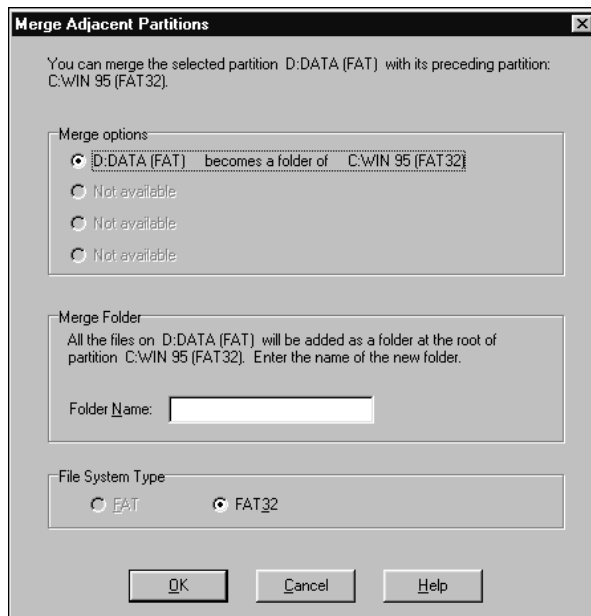 Merge Adjacent Partitions
You can merge the selected partition D:DATA (FAT) with its preceding partition:
C:WIN 95 (FAT32).
Merge options
D:DATA (FAT) becomes a folder of C:WIN 95 (FAT32)
Not available
Not available
Not available
Merge Folder
All the files on D:DATA (FAT) will be added as a folder at the root of
partition C:WIN 95 (FAT32). Enter the name of the new folder.
Folder Name:
File System Type
FAT FAT32
OK Cancel Help